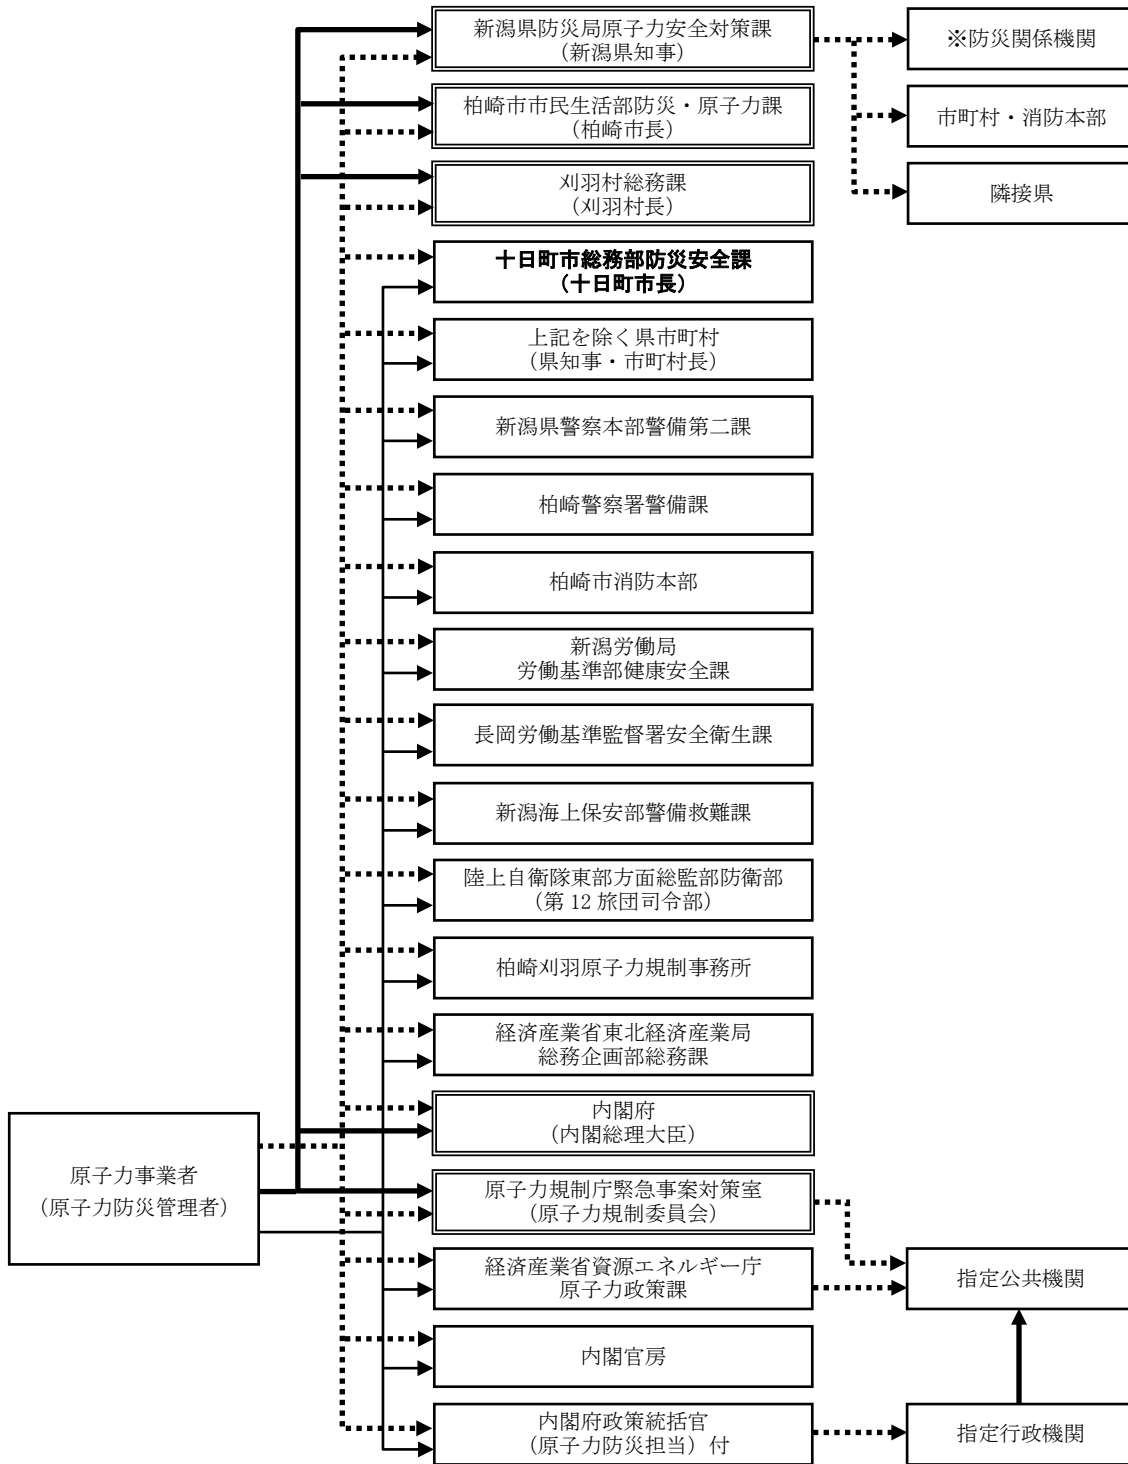 新潟県防災局原子力安全対策課
(新潟県知事)
※防災関係機関
柏崎市市民生活部防災・原子力課
(柏崎市長)
市町村・消防本部
刈羽村総務課
(刈羽村長)
隣接県
十日町市総務部防災安全課
(十日町市長)
上記を除く県市町村
(県知事・市町村長)
新潟県警察本部警備第二課
柏崎警察署警備課
柏崎市消防本部
新潟労働局
労働基準部健康安全課
長岡労働基準監督署安全衛生課
新潟海上保安部警備救難課
陸上自衛隊東部方面総監部防衛部
(第 12 旅団司令部)
柏崎刈羽原子力規制事務所
経済産業省東北経済産業局
総務企画部総務課
内閣府
(内閣総理大臣)
原子力事業者
(原子力防災管理者)
原子力規制庁緊急事案対策室
(原子力規制委員会)
経済産業省資源エネルギー庁
原子力政策課
指定公共機関
内閣官房
内閣府政策統括官
(原子力防災担当)付
指定行政機関